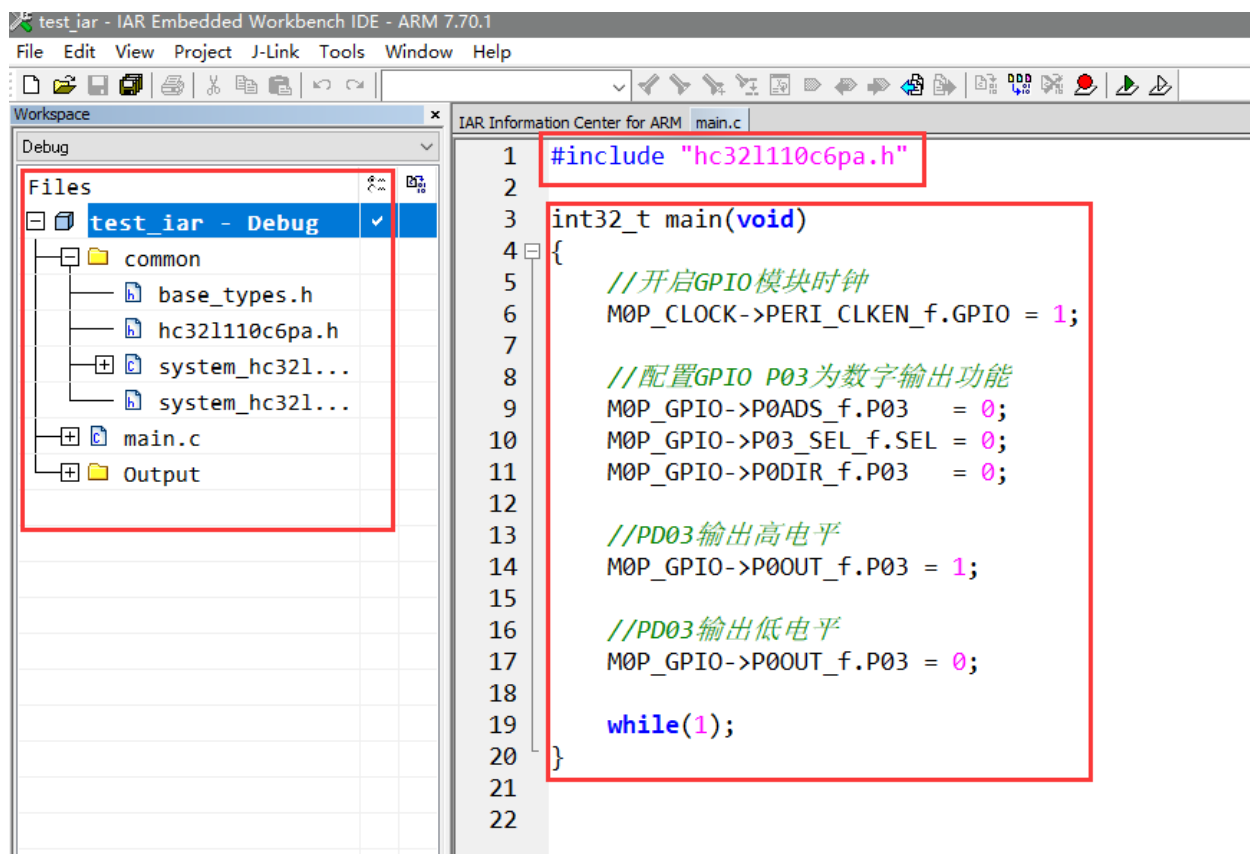 test_iar - IAR Embedded Workbench IDE - ARM 7.70.1
File Edit View Project J-Link Tools Window Help
Workspace
Debug
Files
test_iar - Debug
common
base_types.h
hc32l110c6pa.h
system_hc32l...
system_hc32l...
main.c
Output
IAR Information Center for ARM main.c
1 #include "hc32l110c6pa.h"
2
3 int32_t main(void)
4 {
5 //开启GPIO模块时钟
6 M0P_CLOCK->PERI_CLKEN_f.GPIO = 1;
7
8 //配置GPIO P03为数字输出功能
9 M0P_GPIO->P0ADS_f.P03 = 0;
10 M0P_GPIO->P03_SEL_f.SEL = 0;
11 M0P_GPIO->P0DIR_f.P03 = 0;
12
13 //PD03输出高电平
14 M0P_GPIO->P0OUT_f.P03 = 1;
15
16 //PD03输出低电平
17 M0P_GPIO->P0OUT_f.P03 = 0;
18
19 while(1);
20 }
21
22